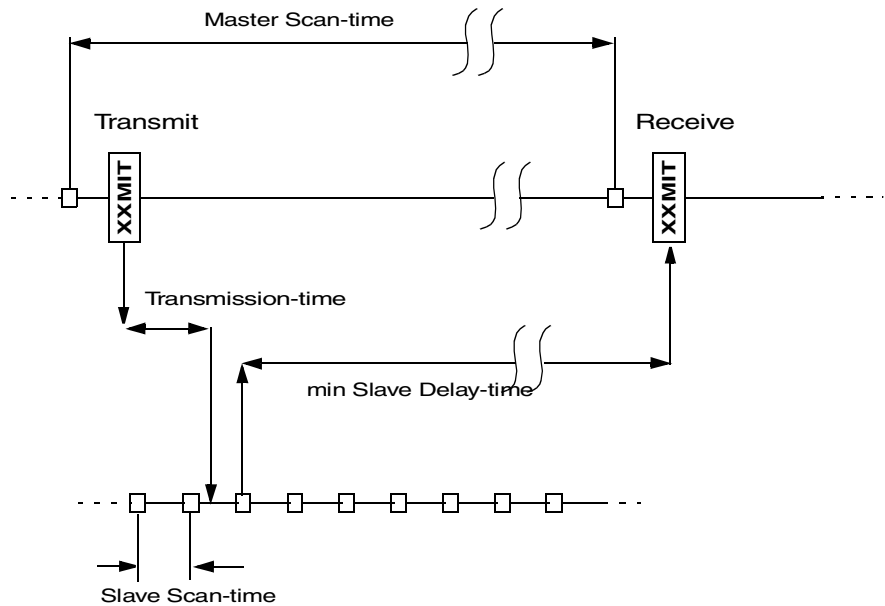 Master Scan-time
Transmit
Receive
XXMIT
XXMIT
Transmission-time
min Slave Delay-time
Slave Scan-time